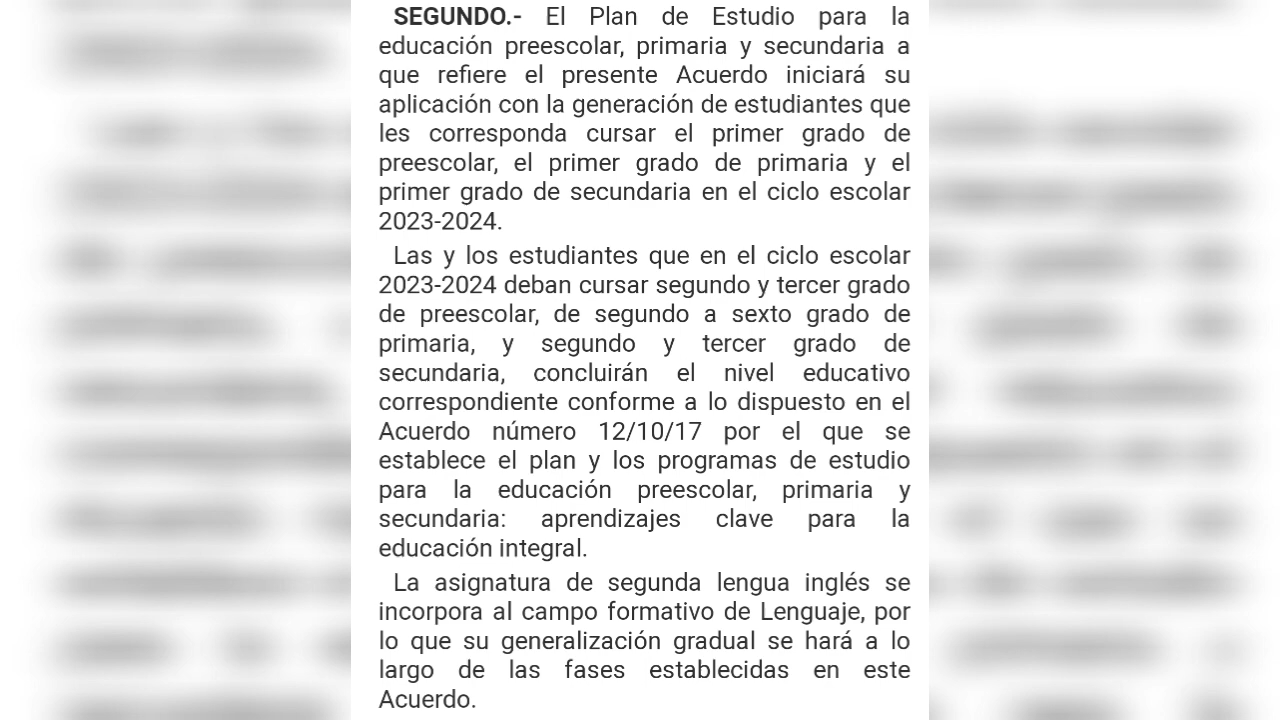 SEGUNDO.- El Plan de Estudio para la
educación preescolar, primaria y secundaria a
que refiere el presente Acuerdo iniciará su
aplicación con la generación de estudiantes que
les corresponda cursar el primer grado de
preescolar, el primer grado de primaria y el
primer grado de secundaria en el ciclo escolar
2023-2024.
Las y los estudiantes que en el ciclo escolar
2023-2024 deban cursar segundo y tercer grado
de preescolar, de segundo a sexto grado de
primaria, y segundo y tercer grado de
secundaria, concluirán el nivel educativo
correspondiente conforme a lo dispuesto en el
Acuerdo número 12/10/17 por el que se
establece el plan y los programas de estudio
para la educación preescolar, primaria y
secundaria: aprendizajes clave para la
educación integral.
La asignatura de segunda lengua inglés se
incorpora al campo formativo de Lenguaje, por
lo que su generalización gradual se hará a lo
largo de las fases establecidas en este
Acuerdo.